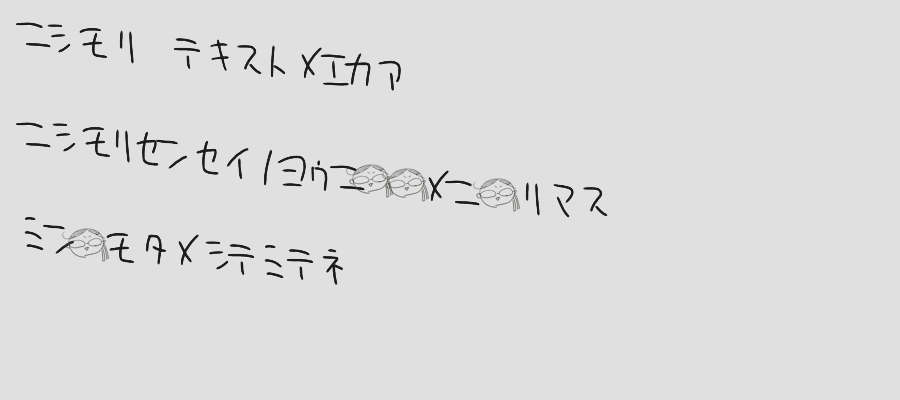 ニシモリ テキストメエカア
ニシモリセンセイノヨウニメニリマス
ミンモタメシテミテネ